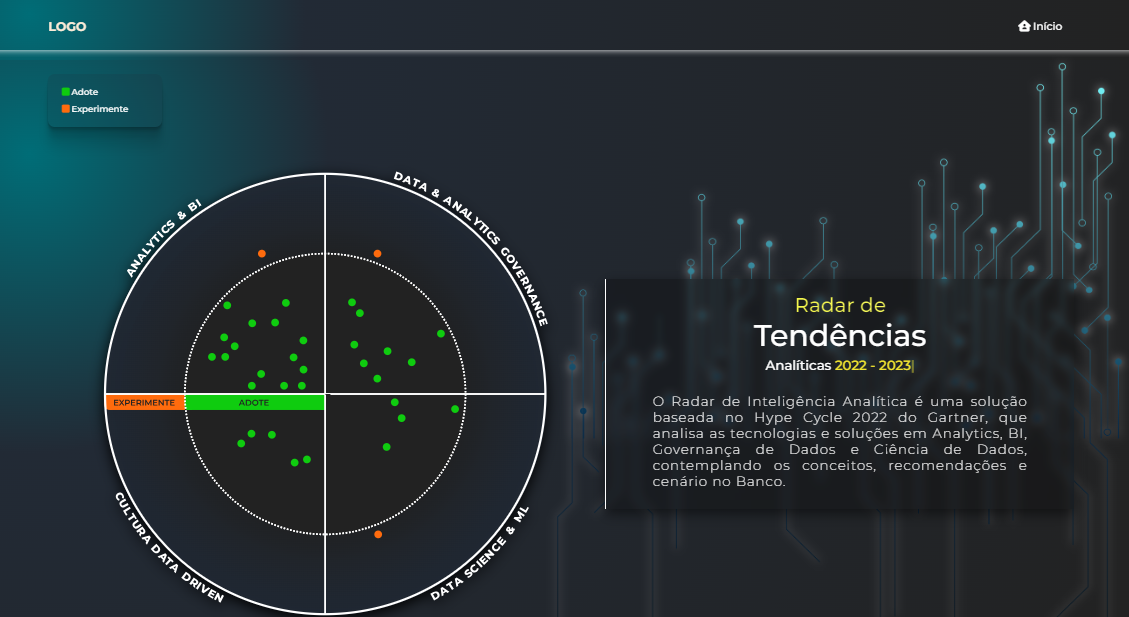 LOGO
Início
Adote
Experimente
ANALYTICS & BI
DATA & ANALYTICS GOVERNANCE
EXPERIMENTE
ADOTE
CULTURA DATA DRIVEN
DATA SCIENCE & ML
Radar de
Tendências
Analíticas 2022 - 2023|
O Radar de Inteligência Analítica é uma solução
baseada no Hype Cycle 2022 do Gartner, que
analisa as tecnologias e soluções em Analytics, BI,
Governança de Dados e Ciência de Dados,
contemplando os conceitos, recomendações e
cenário no Banco.